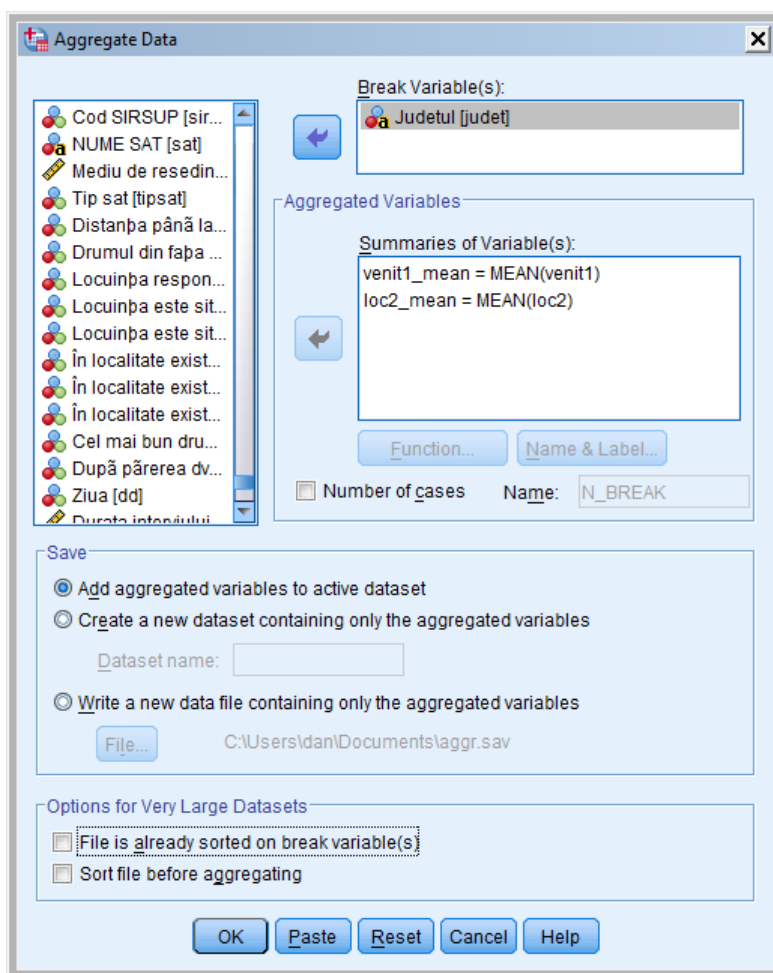 Aggregate Data
Cod SIRSUP [sir...
NUME SAT [sat]
Mediu de resedin...
Tip sat [tipsat]
Distanþa până la...
Drumul din faþa ...
Locuinþa respon...
Locuinþa este sit...
Locuinþa este sit...
În localitate exist...
În localitate exist...
În localitate exist...
Cel mai bun dru...
După părerea dv...
Ziua [dd]
Durata interviului
Break Variable(s):
a Judetul [judet]
Aggregated Variables
Summaries of Variable(s):
venit1_mean = MEAN(venit1)
loc2_mean = MEAN(loc2)
Function... Name & Label...
Number of cases Name: N_BREAK
Save
Add aggregated variables to active dataset
Create a new dataset containing only the aggregated variables
Dataset name:
Write a new data file containing only the aggregated variables
File... C:\Users\dan\Documents\aggr.sav
Options for Very Large Datasets
File is already sorted on break variable(s)
Sort file before aggregating
OK Paste Reset Cancel Help